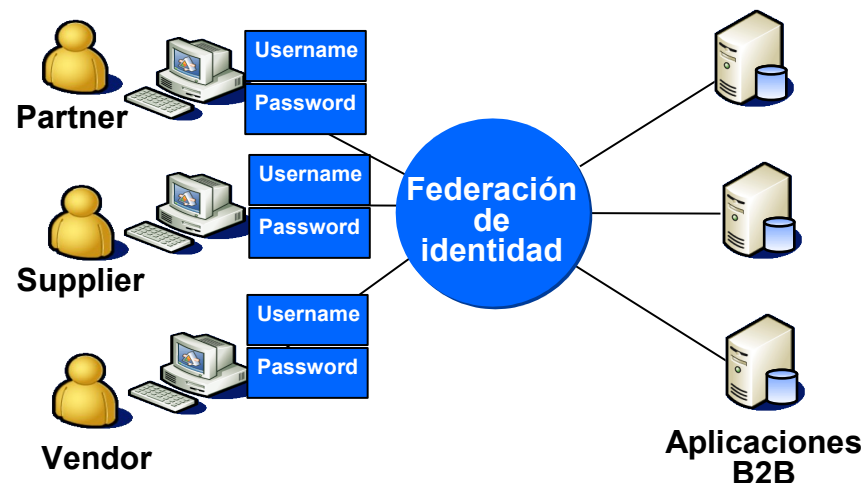 Username
Password
Partner
Username
Password
Supplier
Username
Password
Vendor
Federación
de
identidad
Aplicaciones
B2B